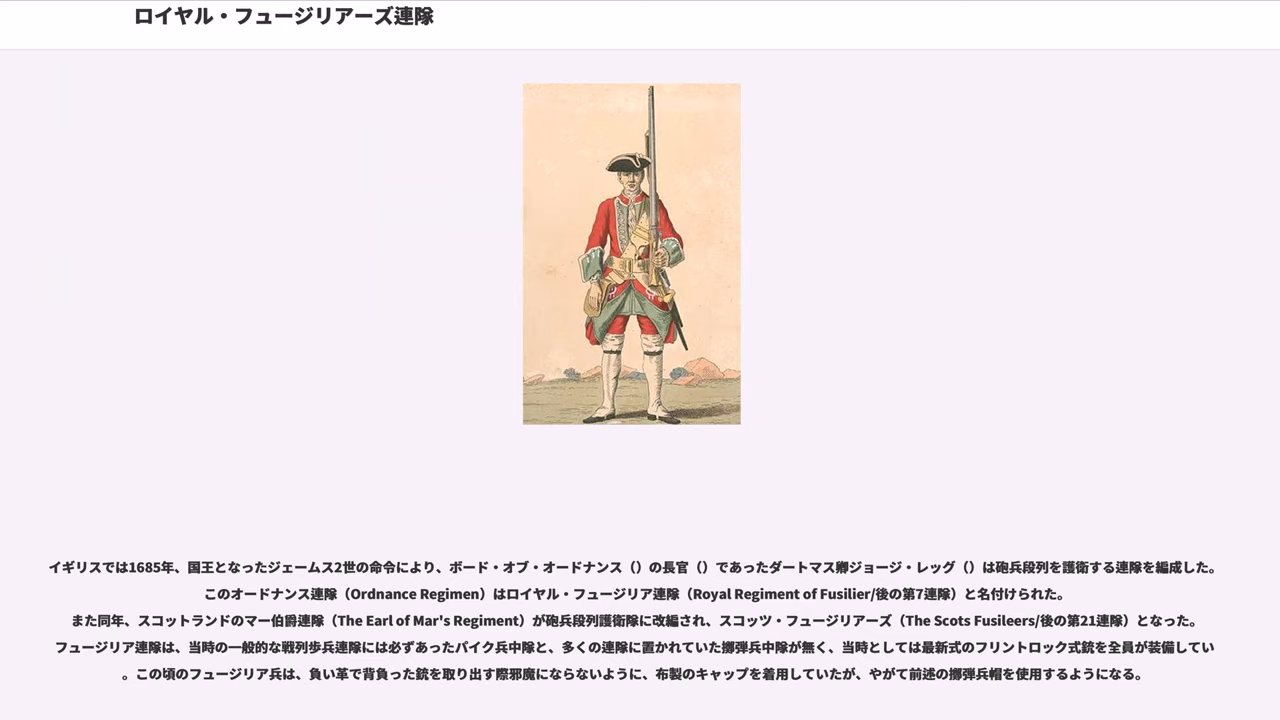 ロイヤル・フュージリアーズ連隊
イギリスでは1685年、国王となったジェームス2世の命令により、ボード・オブ・オードナンス（）の長官（）であったダートマス卿ジョージ・レッグ（）は砲兵段列を護衛する連隊を編成した。
このオードナンス連隊（Ordnance Regimen）はロイヤル・フュージリア連隊（Royal Regiment of Fusilier/後の第7連隊）と名付けられた。
また同年、スコットランドのマー伯爵連隊（The Earl of Mar's Regiment）が砲兵段列護衛隊に改編され、スコッツ・フュージリアーズ（The Scots Fusileers/後の第21連隊）となった。
フュージリア連隊は、当時の一般的な戦列歩兵連隊には必ずあったパイク兵中隊と、多くの連隊に置かれていた擲弾兵中隊が無く、当時としては最新式のフリントロック式銃を全員が装備してい
。この頃のフュージリア兵は、負い革で背負った銃を取り出す際邪魔にならないように、布製のキャップを着用していたが、やがて前述の擲弾兵帽を使用するようになる。